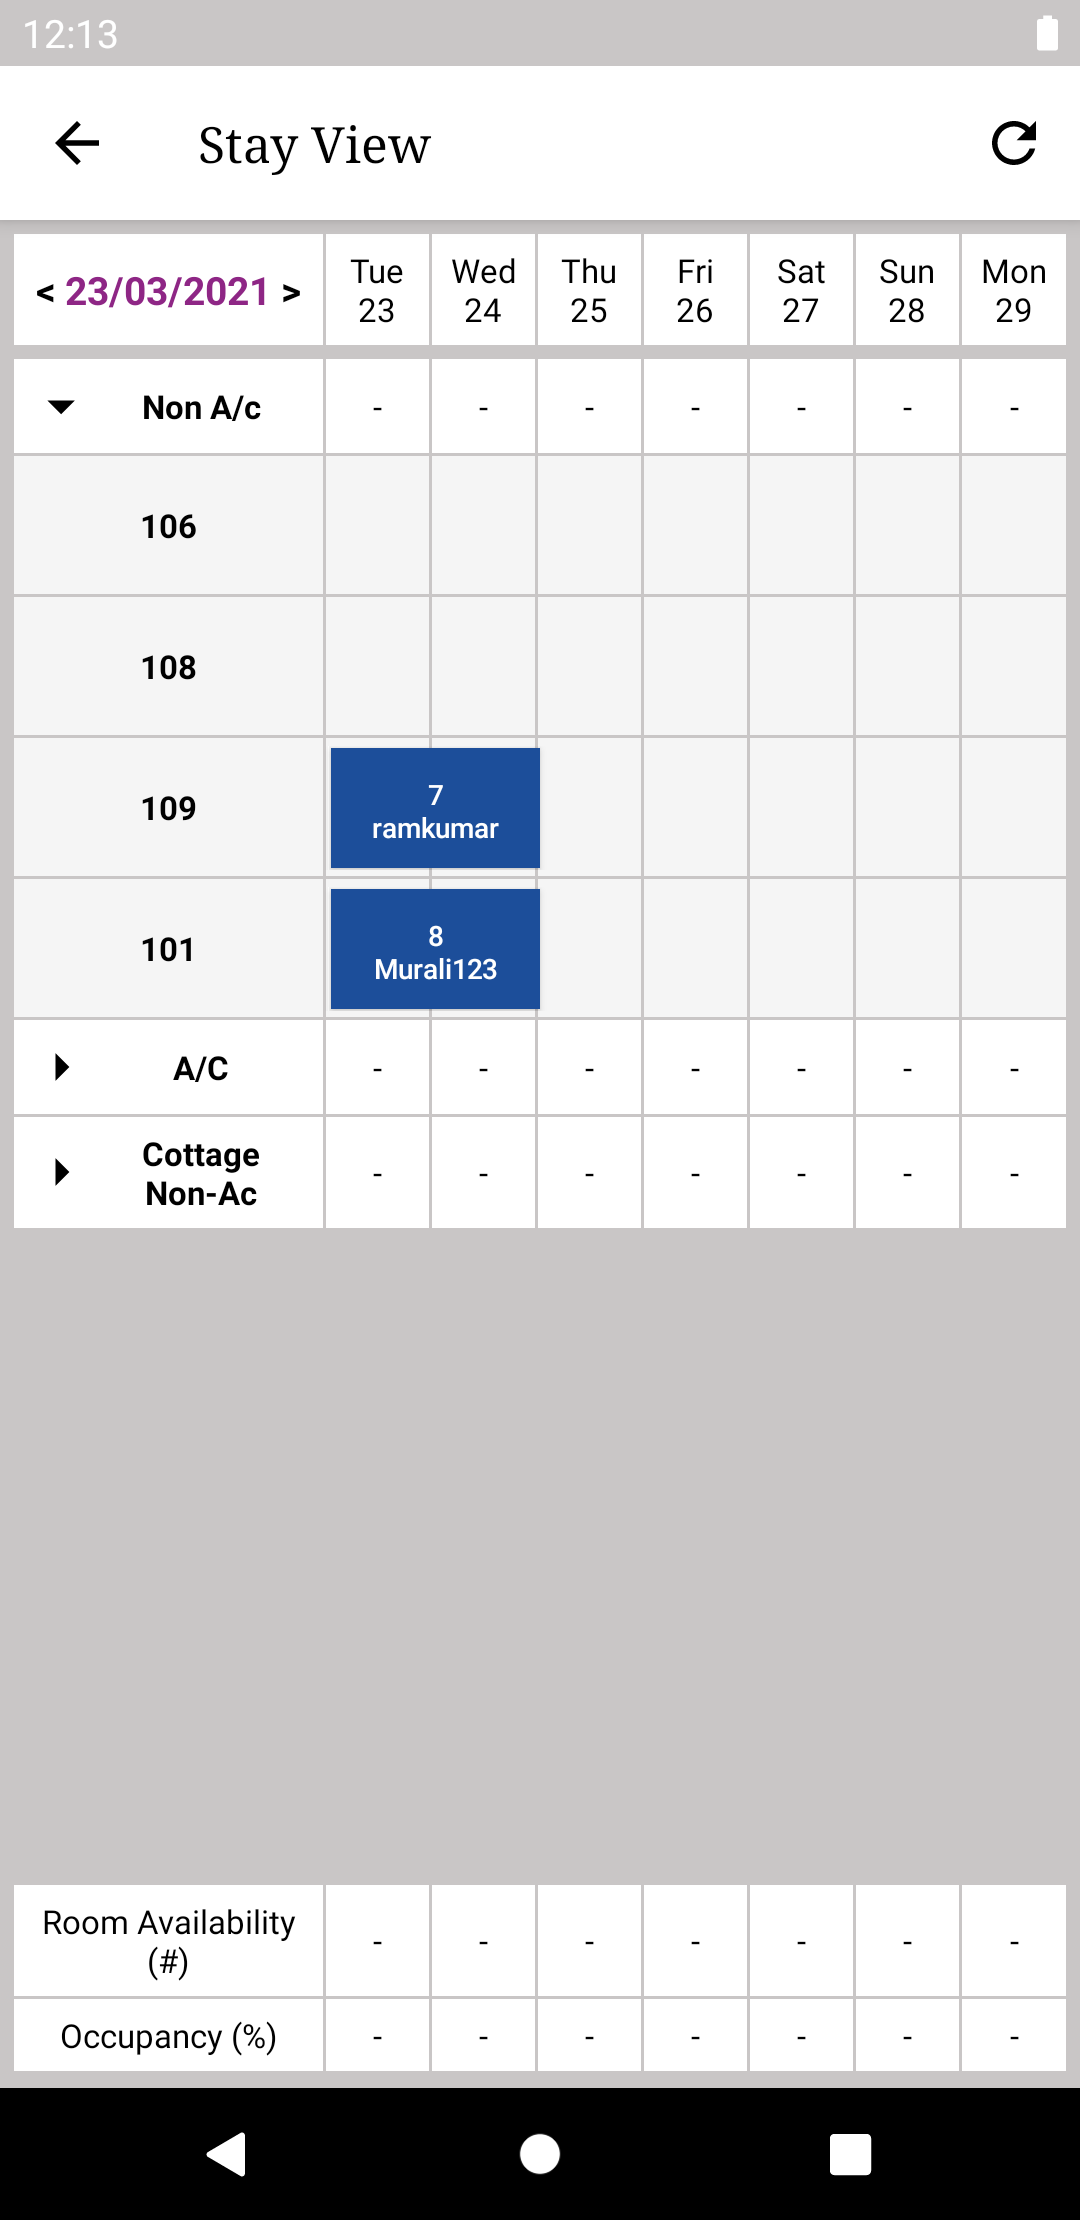 12:13
Stay View
< 23/03/2021 > Tue 23 Wed 24 Thu 25 Fri 26 Sat 27 Sun 28 Mon 29
Non A/c - - - - - - -
106
108
109
7
ramkumar
101
8
Murali123
A/C - - - - - - -
Cottage
Non-Ac - - - - - - -
Room Availability
(#) - - - - - - -
Occupancy (%) - - - - - - -